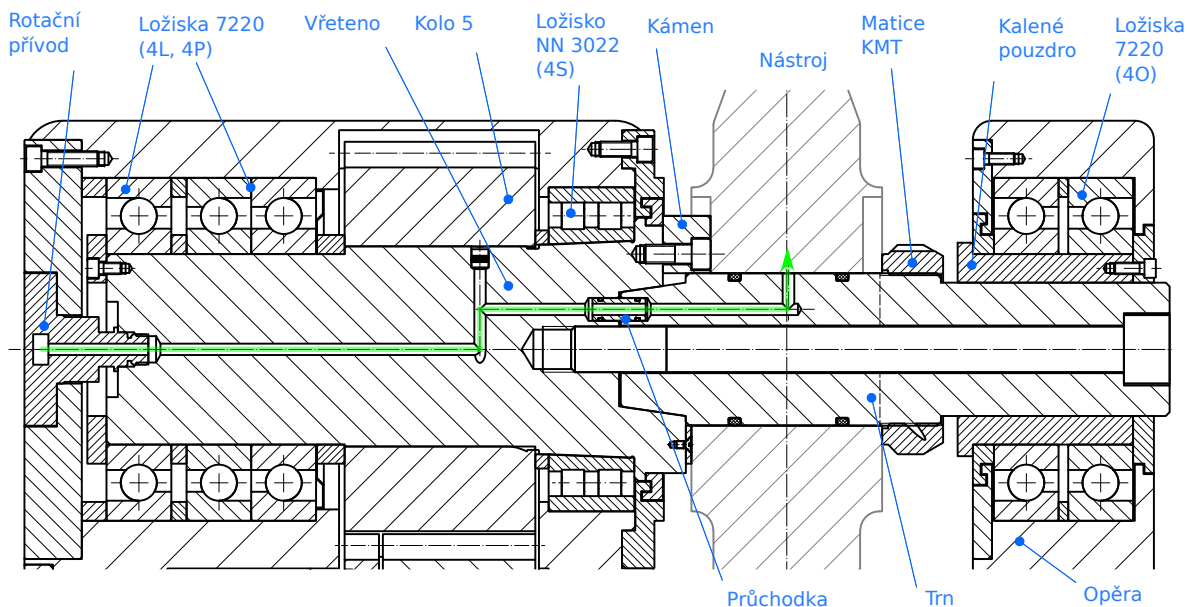 Rotační
přívod
Ložiska 7220
(4L, 4P)
Vřeteno
Kolo 5
Ložisko
NN 3022
(4S)
Kámen
Nástroj
Matice
KMT
Kalené
pouzdro
Ložiska
7220
(4O)
Průchodka
Trn
Opěra